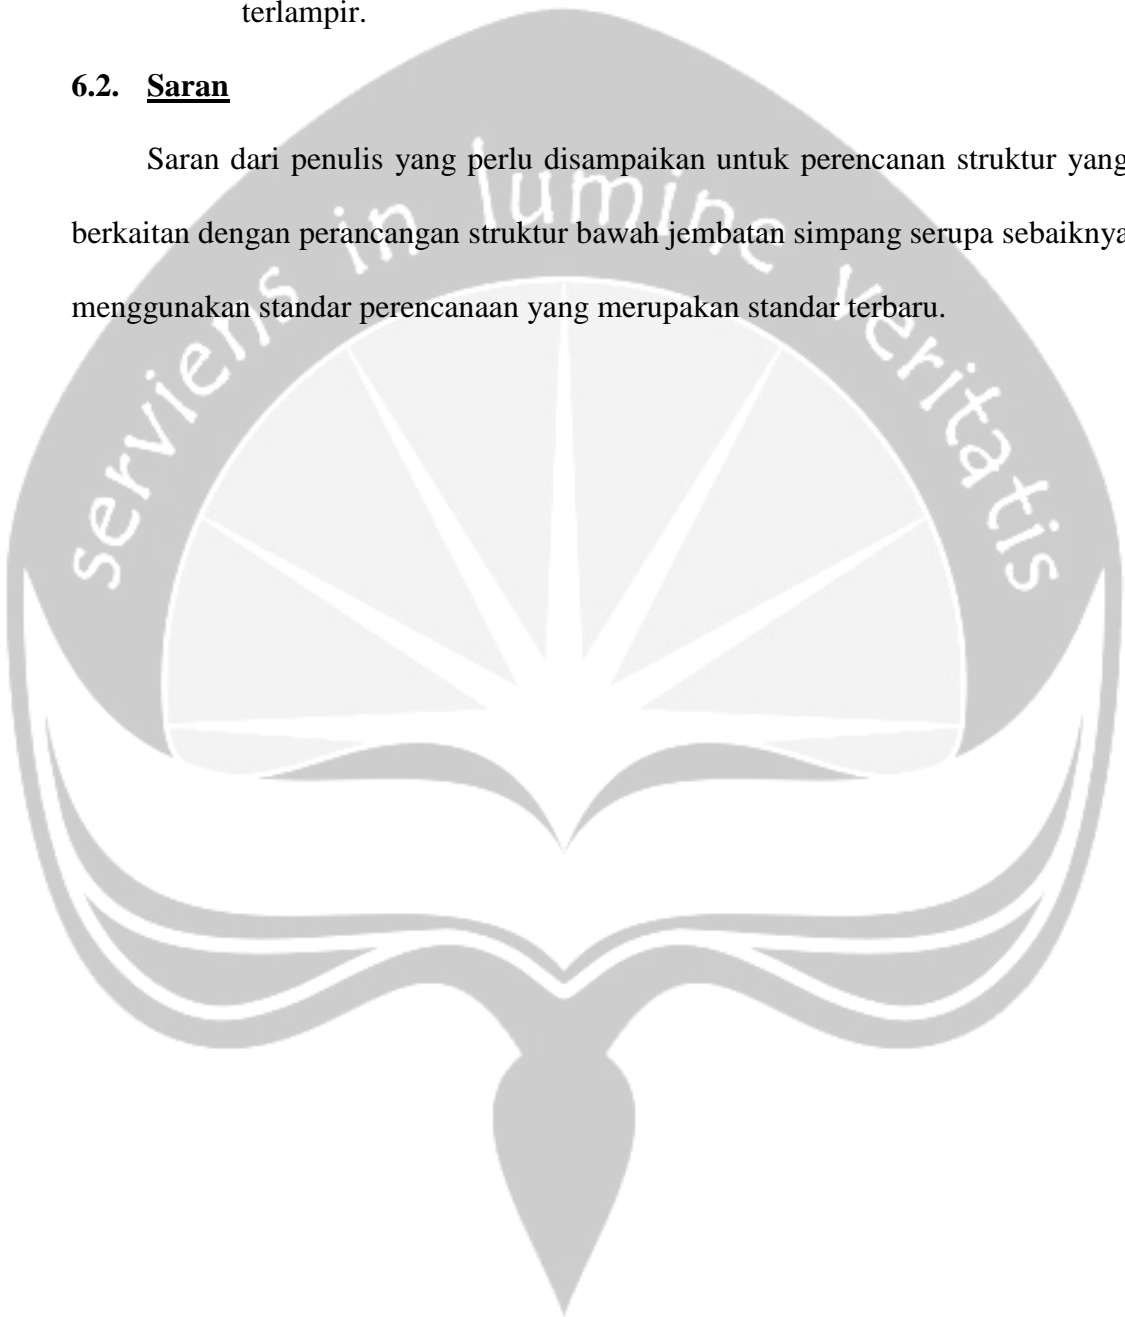 terlampir.
6.2. Saran
Saran dari penulis yang perlu disampaikan untuk perencanan struktur yang
berkaitan dengan perancangan struktur bawah jembatan simpang serupa sebaiknya
menggunakan standar perencanaan yang merupakan standar terbaru.
serviens in lumine veritatis